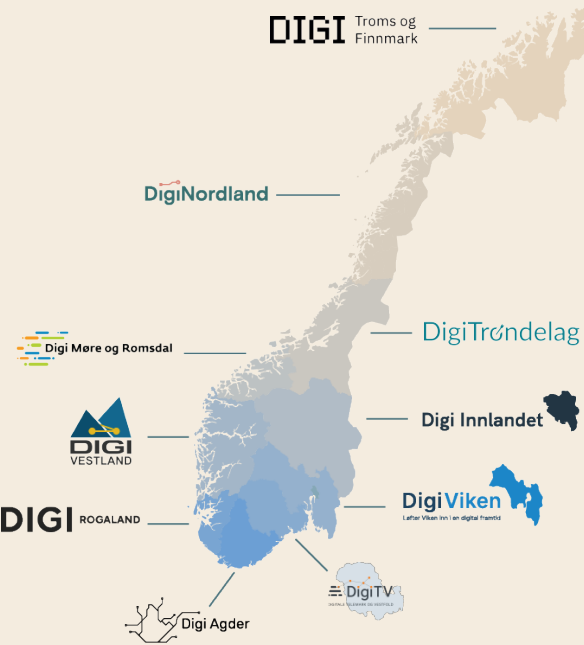 DIGI Troms og
Finnmark
DigiNordland
DigiTrøndelag
Digi Møre og Romsdal
Digi Innlandet
DIGI
VESTLAND
DigiViken
Løfter Viken inn i en digital framtid
DIGI ROGALAND
DigiTV
Digi Agder